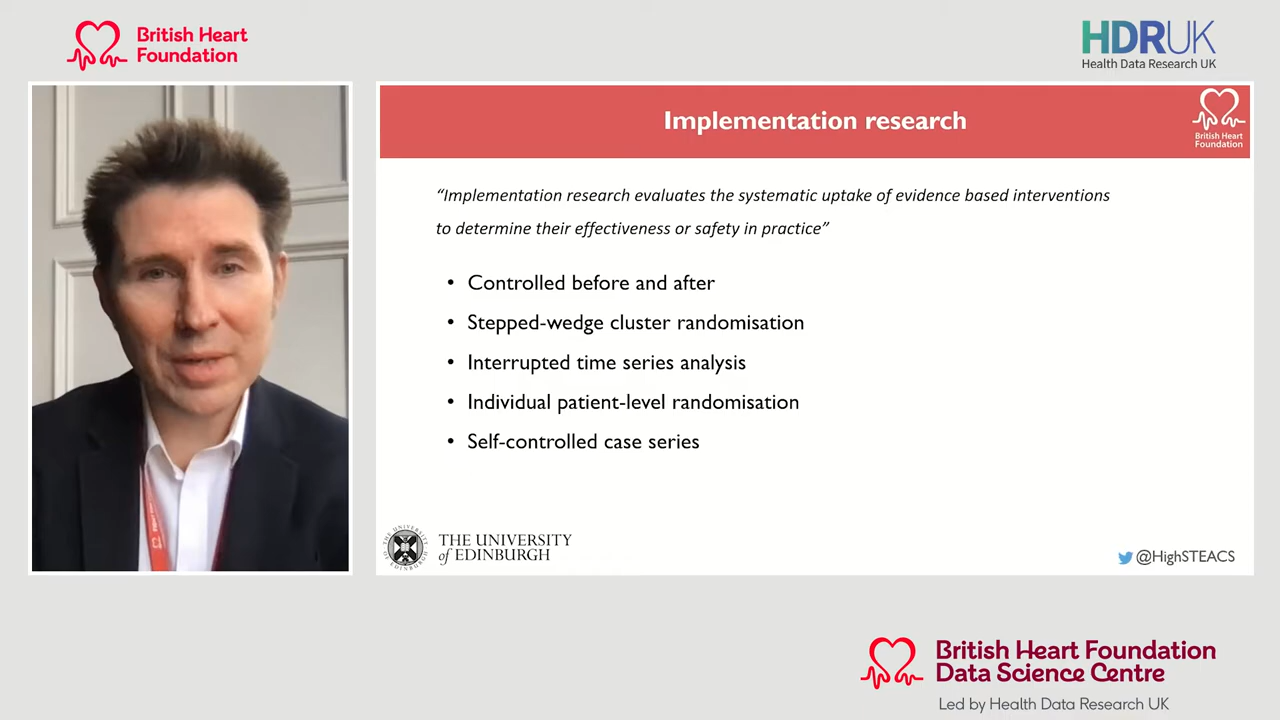 British Heart
Foundation
HDRUK
Health Data Research UK
Implementation research
British Heart
Foundation
“Implementation research evaluates the systematic uptake of evidence based interventions
to determine their effectiveness or safety in practice”
• Controlled before and after
• Stepped-wedge cluster randomisation
• Interrupted time series analysis
• Individual patient-level randomisation
• Self-controlled case series
THE UNIVERSITY
of EDINBURGH
@HighSTEACS
British Heart Foundation
Data Science Centre
Led by Health Data Research UK